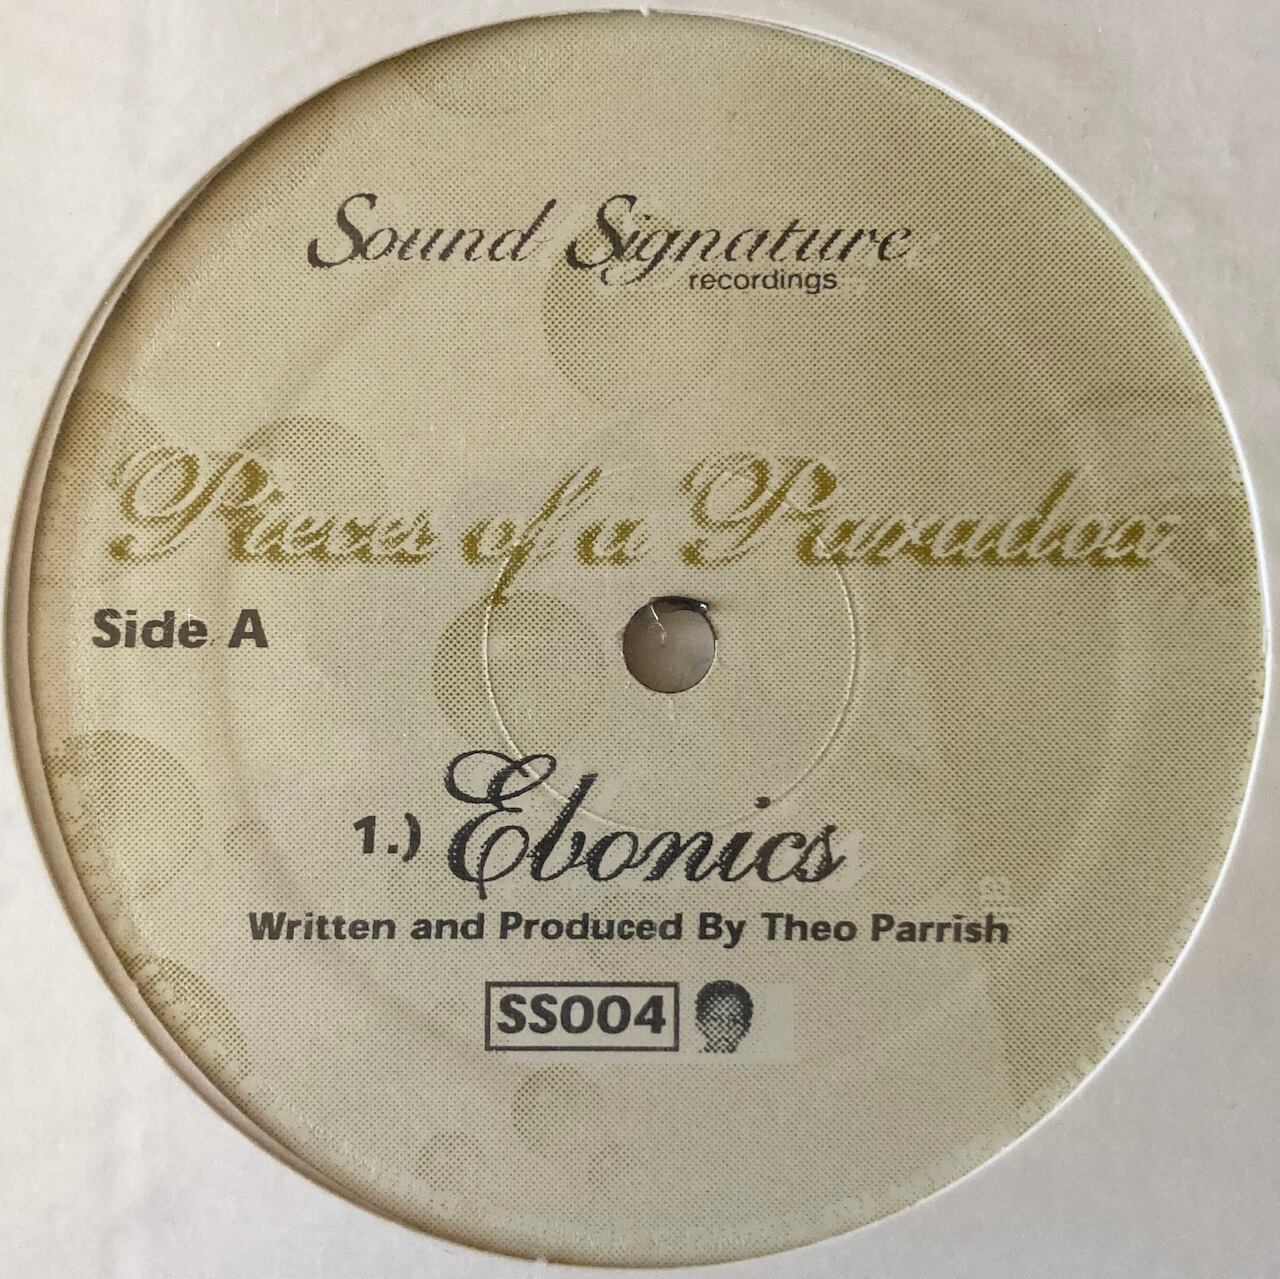 Sound Signature
recordings
Pieces of a Paradox
Side A
1.) Ebonics
Written and Produced By Theo Parrish
SS004